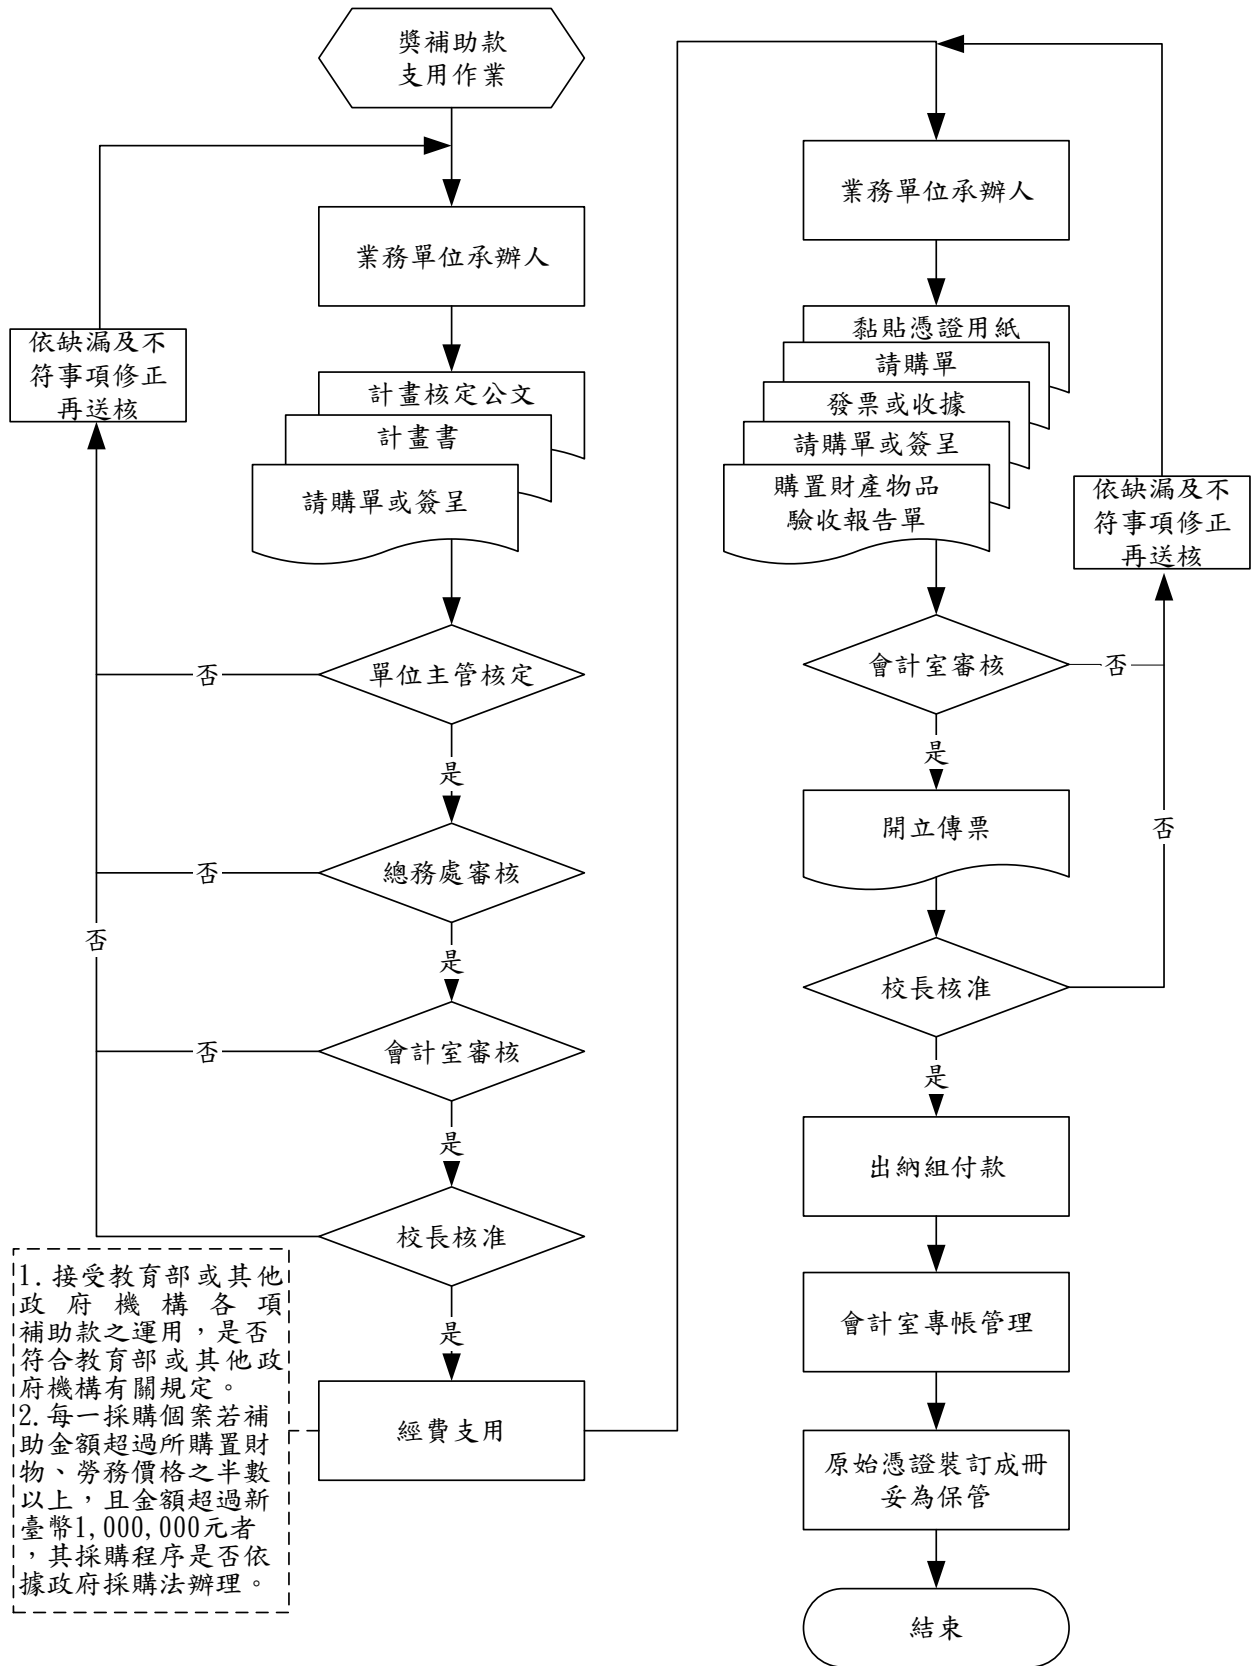 獎補助款
支用作業
業務單位承辦人
依缺漏及不
符事項修正
再送核
計畫核定公文
計畫書
請購單或簽呈
單位主管核定
否
是
總務處審核
否
是
否
會計室審核
否
是
校長核准
是
經費支用
1.接受教育部或其他
政府機構各項
補助款之運用，是否
符合教育部或其他政
府機構有關規定。
2.每一採購個案若補
助金額超過所購置財
物、勞務價格之半數
以上，且金額超過新
臺幣1,000,000元者
，其採購程序是否依
據政府採購法辦理。
業務單位承辦人
黏貼憑證用紙
請購單
發票或收據
請購單或簽呈
購置財產物品
驗收報告單
依缺漏及不
符事項修正
再送核
會計室審核
否
是
開立傳票
否
校長核准
是
出納組付款
會計室專帳管理
原始憑證裝訂成冊
妥為保管
結束